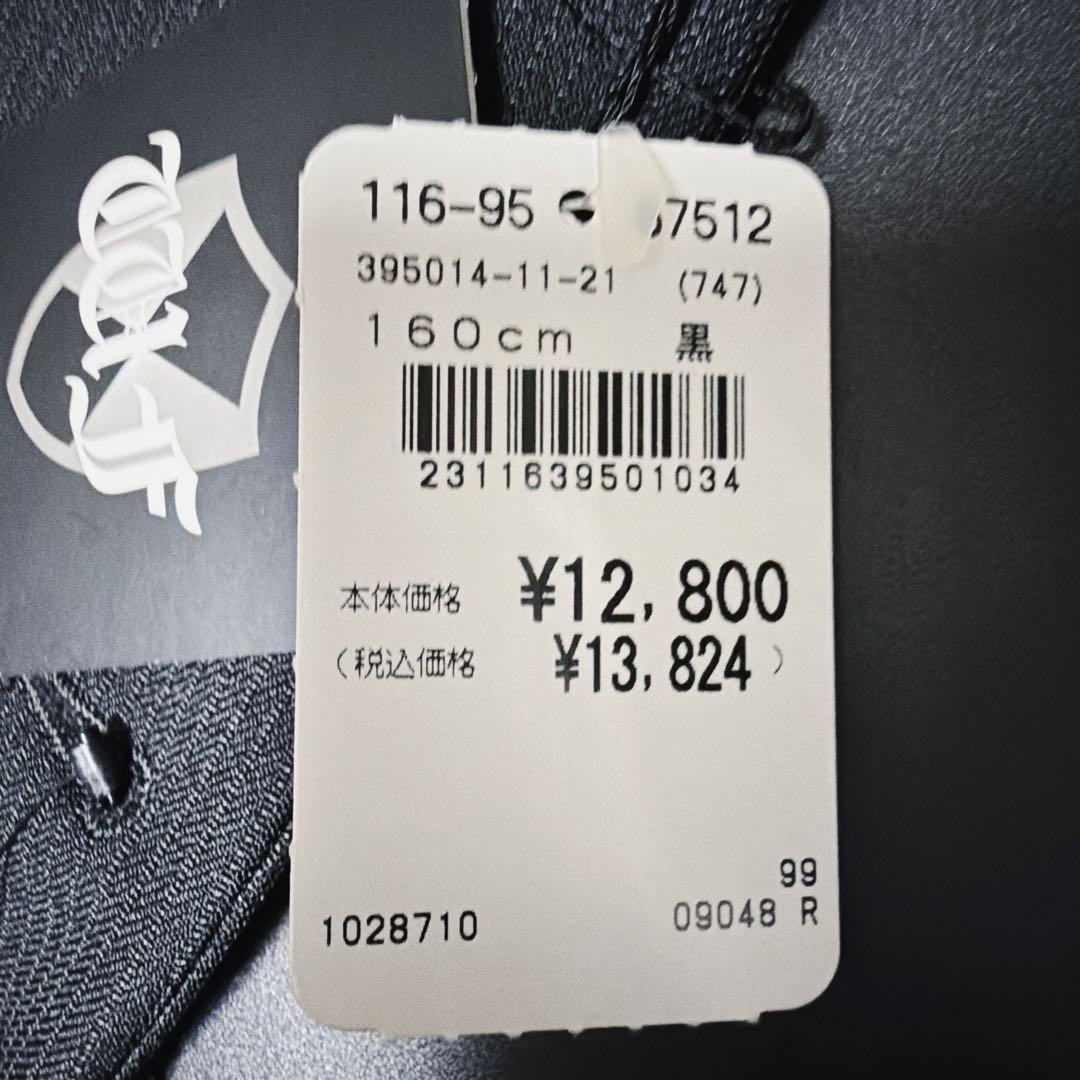 116-95 7512
395014-11-21 (747)
160cm 黒
2311639501034
本体価格 ¥12,800
(税込価格 ¥13,824)
99
1028710 09048 R